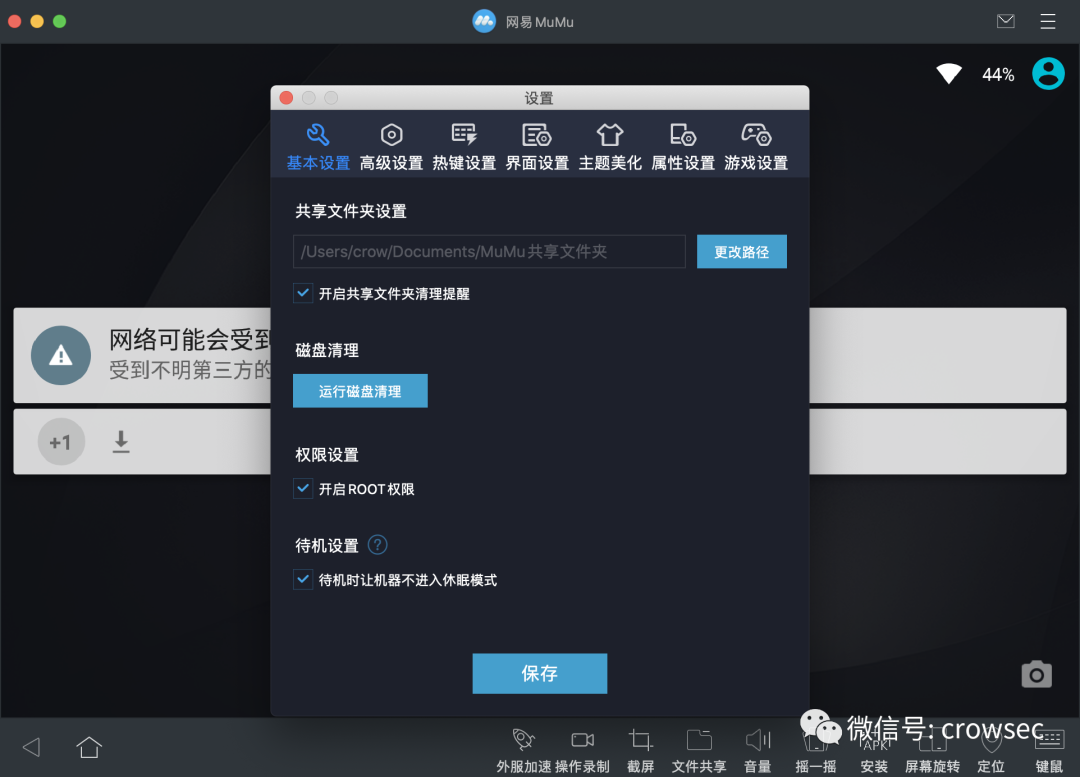 网易MuMu
44%
设置
基本设置 高级设置 热键设置 界面设置 主题美化 属性设置 游戏设置
共享文件夹设置
/Users/crow/Documents/MuMu共享文件夹
更改路径
开启共享文件夹清理提醒
网络可能会受到
受到不明第三方的
磁盘清理
运行磁盘清理
+1
权限设置
开启ROOT权限
待机设置 ?
待机时让机器不进入休眠模式
保存
微信号: crowsec
APK
外服加速 操作录制 截屏 文件共享 音量 摇一摇 安装 屏幕旋转 定位 键鼠